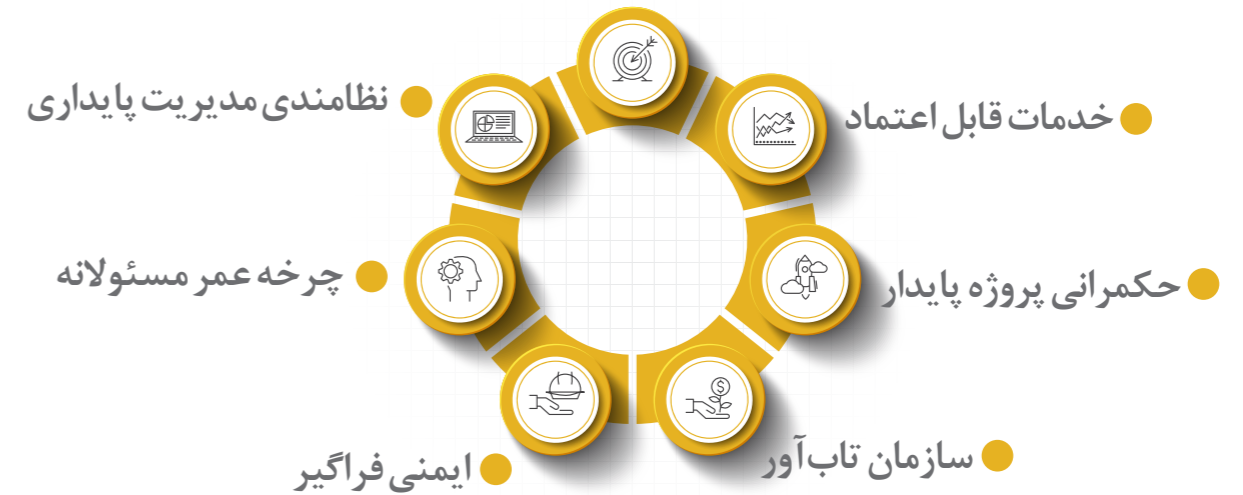 خدمات قابل اعتماد
نظامندی مدیریت پایداری
حکمرانی پروژه پایدار
چرخه عمر مسئولانه
سازمان تاب‌آور
ایمنی فراگیر